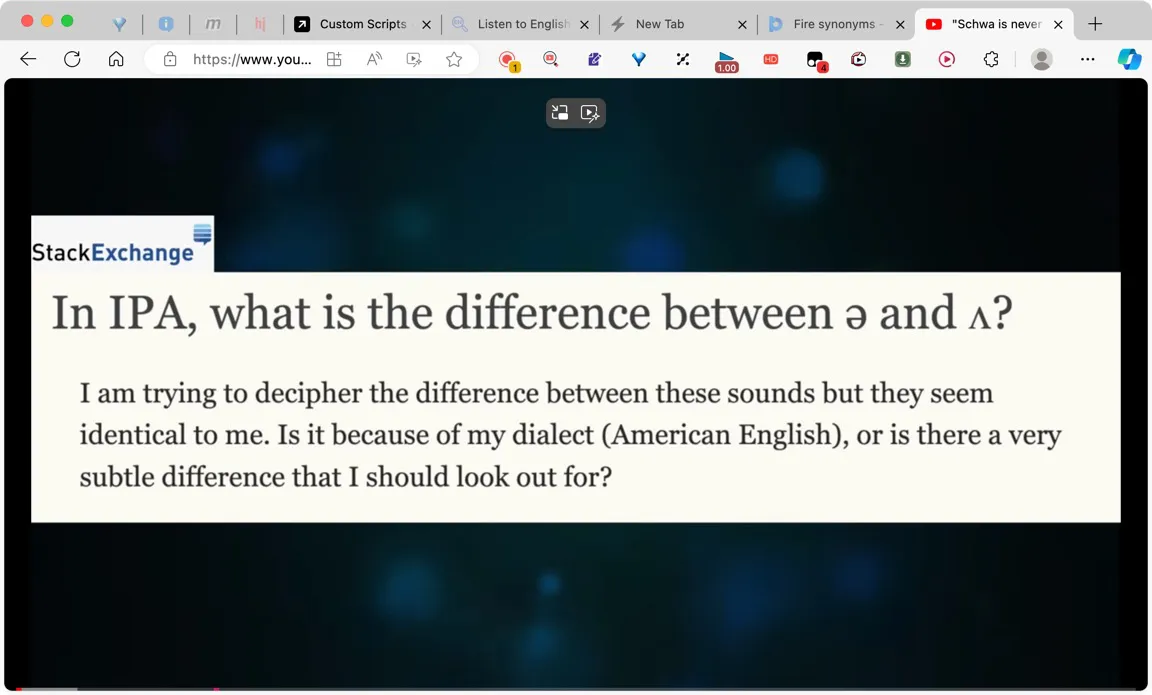 hj
Custom Scripts
Listen to English
New Tab
Fire synonyms -
"Schwa is never
https://www.you...
1
1.00
HD
4
StackExchange
In IPA, what is the difference between ə and ʌ?
I am trying to decipher the difference between these sounds but they seem
identical to me. Is it because of my dialect (American English), or is there a very
subtle difference that I should look out for?